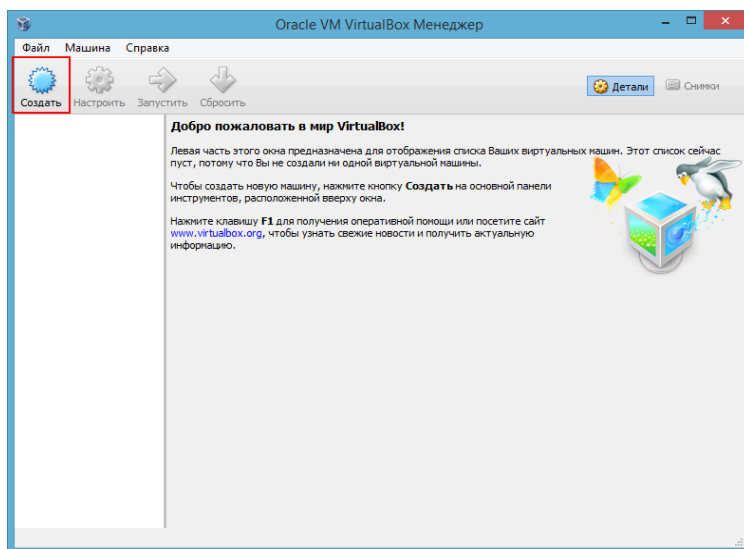 Oracle VM VirtualBox Менеджер
Файл Машина Справка
Создать Настроить Запустить Сбросить Детали Снимки
Добро пожаловать в мир VirtualBox!
Левая часть этого окна предназначена для отображения списка Ваших виртуальных машин. Этот список сейчас
пуст, потому что Вы не создали ни одной виртуальной машины.
Чтобы создать новую машину, нажмите кнопку Создать на основной панели
инструментов, расположенной вверху окна.
Нажмите клавишу F1 для получения оперативной помощи или посетите сайт
www.virtualbox.org, чтобы узнать свежие новости и получить актуальную
информацию.